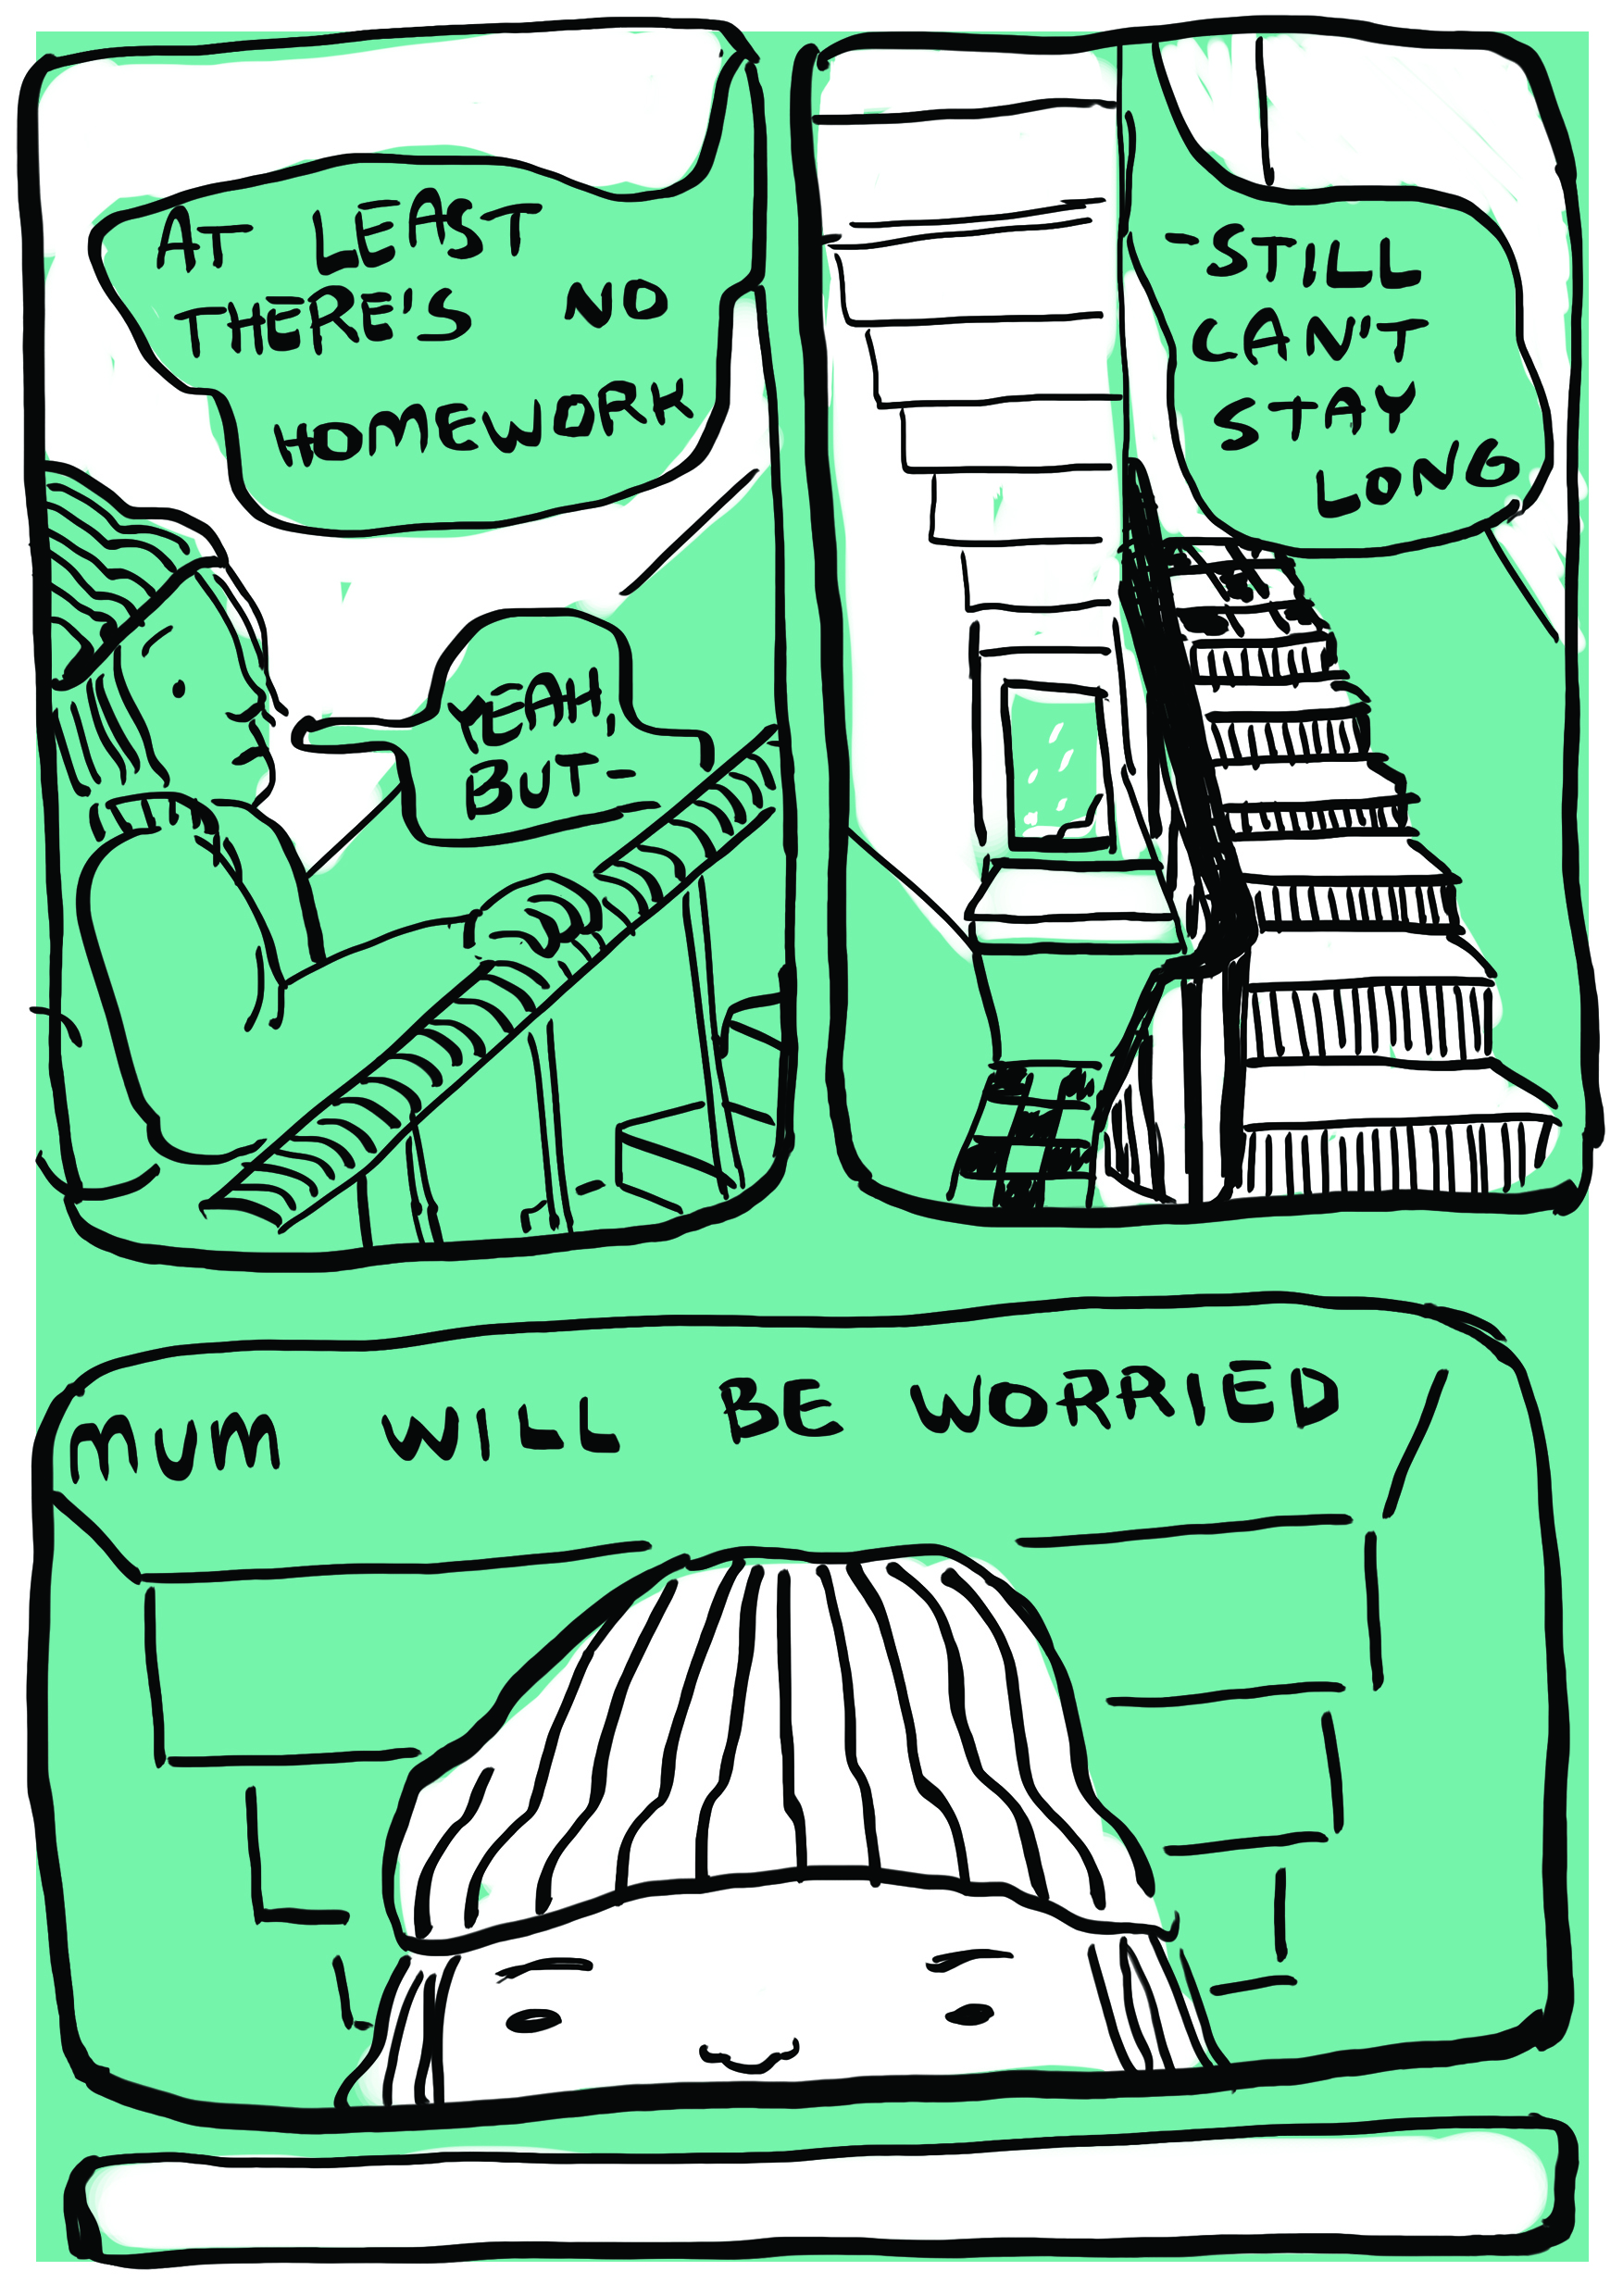 AT LEAST
THERE'S NO
HOMEWORK
YEAH,
BUT-
-STILL
CAN'T
STAY
LONG
MUM WILL BE WORRIED